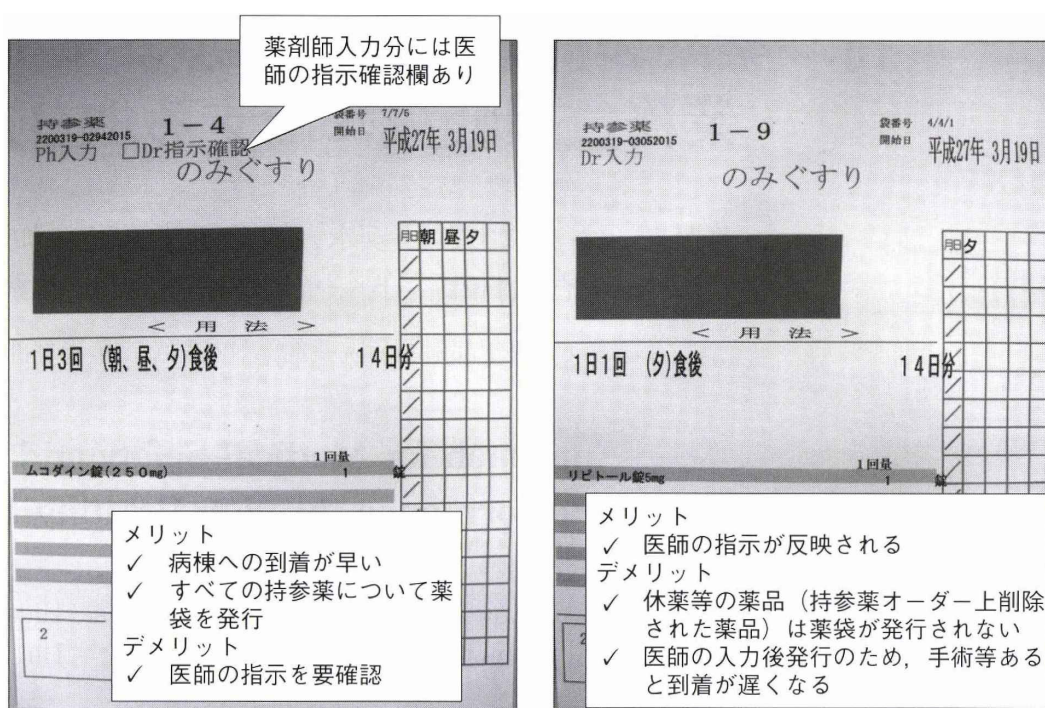 薬剤師入力分には医
師の指示確認欄あり
持参薬
2200319-02942015
1－4
袋番号 7/7/6
開始日 平成27年 3月19日
Ph入力 □Dr指示確認
のみぐすり
月日 朝 昼 夕
＜ 用 法 ＞
1日3回 (朝、昼、夕)食後 14日分
1回量
ムコダイン錠(250mg) 1 錠
メリット
✓ 病棟への到着が早い
✓ すべての持参薬について薬
袋を発行
デメリット
✓ 医師の指示を要確認
2
持参薬
2200319-03052015
1－9
袋番号 4/4/1
開始日 平成27年 3月19日
Dr入力
のみぐすり
月日 夕
＜ 用 法 ＞
1日1回 (夕)食後 14日分
1回量
リピトール錠5mg 1 錠
メリット
✓ 医師の指示が反映される
デメリット
✓ 休薬等の薬品（持参薬オーダー上削除
された薬品）は薬袋が発行されない
✓ 医師の入力後発行のため，手術等ある
と到着が遅くなる
2